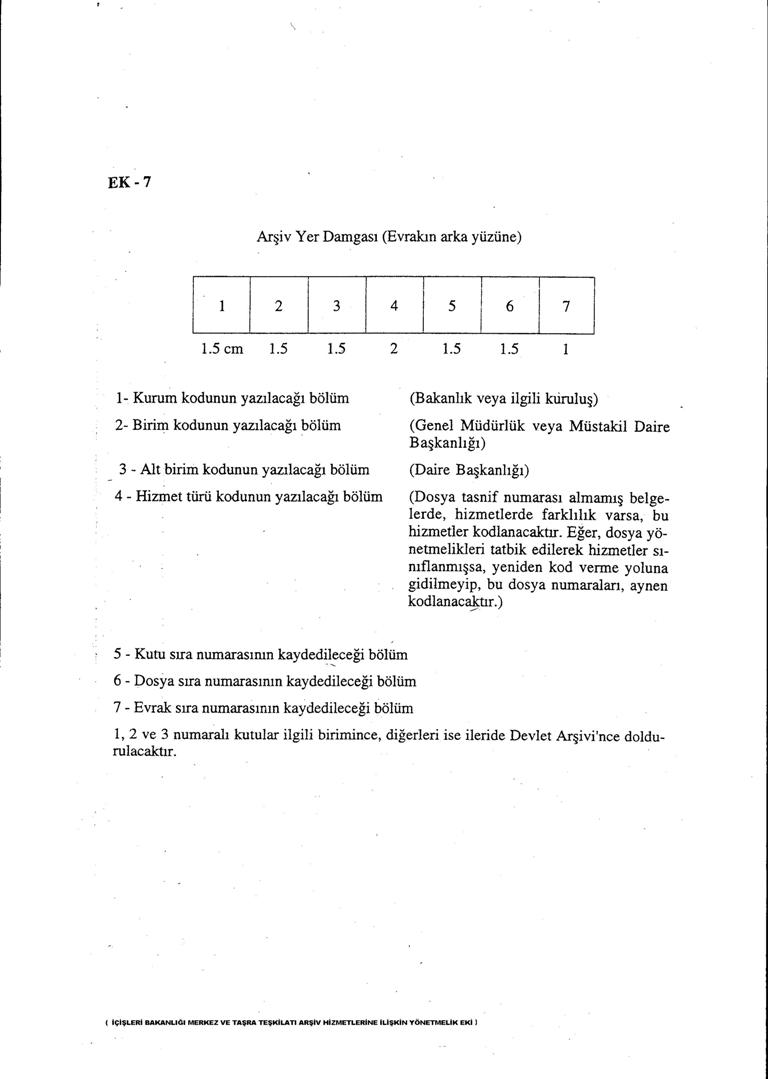 EK - 7
Arşiv Yer Damgası (Evrakın arka yüzüne)
1 2 3 4 5 6 7
1.5 cm 1.5 1.5 2 1.5 1.5 1
1- Kurum kodunun yazılacağı bölüm (Bakanlık veya ilgili kuruluş)
2- Birim kodunun yazılacağı bölüm (Genel Müdürlük veya Müstakil Daire
Başkanlığı)
3 - Alt birim kodunun yazılacağı bölüm (Daire Başkanlığı)
4 - Hizmet türü kodunun yazılacağı bölüm (Dosya tasnif numarası almamış belge-
lerde, hizmetlerde farklılık varsa, bu
hizmetler kodlanacaktır. Eğer, dosya yö-
netmelikleri tatbik edilerek hizmetler sı-
nıflanmışsa, yeniden kod verme yoluna
gidilmeyip, bu dosya numaraları, aynen
kodlanacaktır.)
5 - Kutu sıra numarasının kaydedileceği bölüm
6 - Dosya sıra numarasının kaydedileceği bölüm
7 - Evrak sıra numarasının kaydedileceği bölüm
1, 2 ve 3 numaralı kutular ilgili birimince, diğerleri ise ileride Devlet Arşivi'nce doldu-
rulacaktır.
( İÇİŞLERİ BAKANLIĞI MERKEZ VE TAŞRA TEŞKİLATI ARŞİV HİZMETLERİNE İLİŞKİN YÖNETMELİK EKİ )